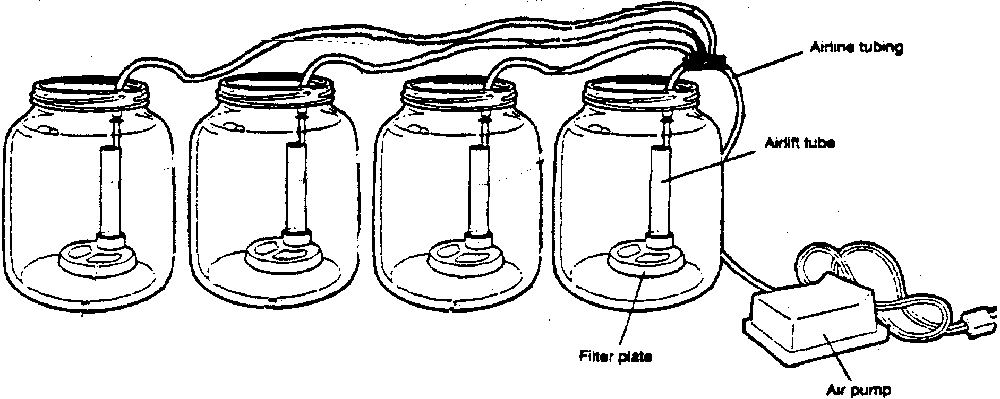 Airline tubing
Airlift tube
Filter plate
Air pump